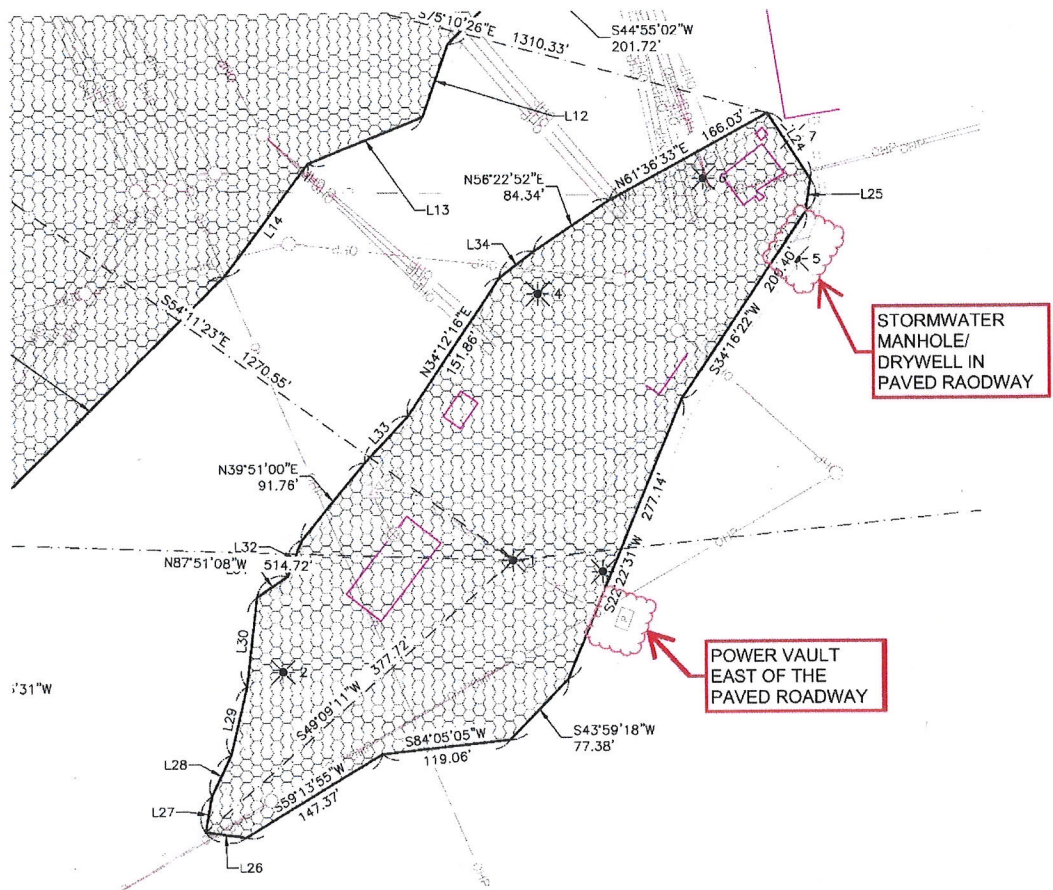 S75°10'26"E 1310.33'
S44°55'02"W
201.72'
L12
L13
L14
N56°22'52"E
84.34'
N61°36'33"E 166.03'
L24
7
6
L25
5
L34
4
S54°11'23"E 1270.55'
N34°12'16"E
151.86'
S34°16'22"W
STORMWATER
MANHOLE/
DRYWELL IN
PAVED RAODWAY
L33
N39°51'00"E
91.76'
L32
N87°51'08"W 514.72'
277.14'
S22°22'31"W
P
L30
2
L29
5'31"W
S49°09'11"W 377.72'
POWER VAULT
EAST OF THE
PAVED ROADWAY
S43°59'18"W
77.38'
S84°05'05"W
119.06'
L28
S59°13'55"W
147.37'
L27
L26